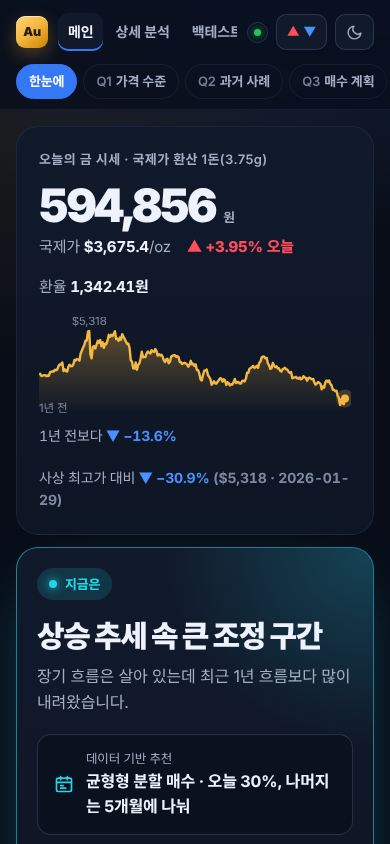 Au 메인 상세 분석 백테스트 ▲ ▼
한눈에 Q1 가격 수준 Q2 과거 사례 Q3 매수 계획
오늘의 금 시세 · 국제가 환산 1돈(3.75g)
594,856 원
국제가 $3,675.4/oz ▲ +3.95% 오늘
환율 1,342.41원
$5,318
1년 전
1년 전보다 ▼ −13.6%
사상 최고가 대비 ▼ −30.9% ($5,318 · 2026-01-
29)
지금은
상승 추세 속 큰 조정 구간
장기 흐름은 살아 있는데 최근 1년 흐름보다 많이
내려왔습니다.
데이터 기반 추천
균형형 분할 매수 · 오늘 30%, 나머지
는 5개월에 나눠